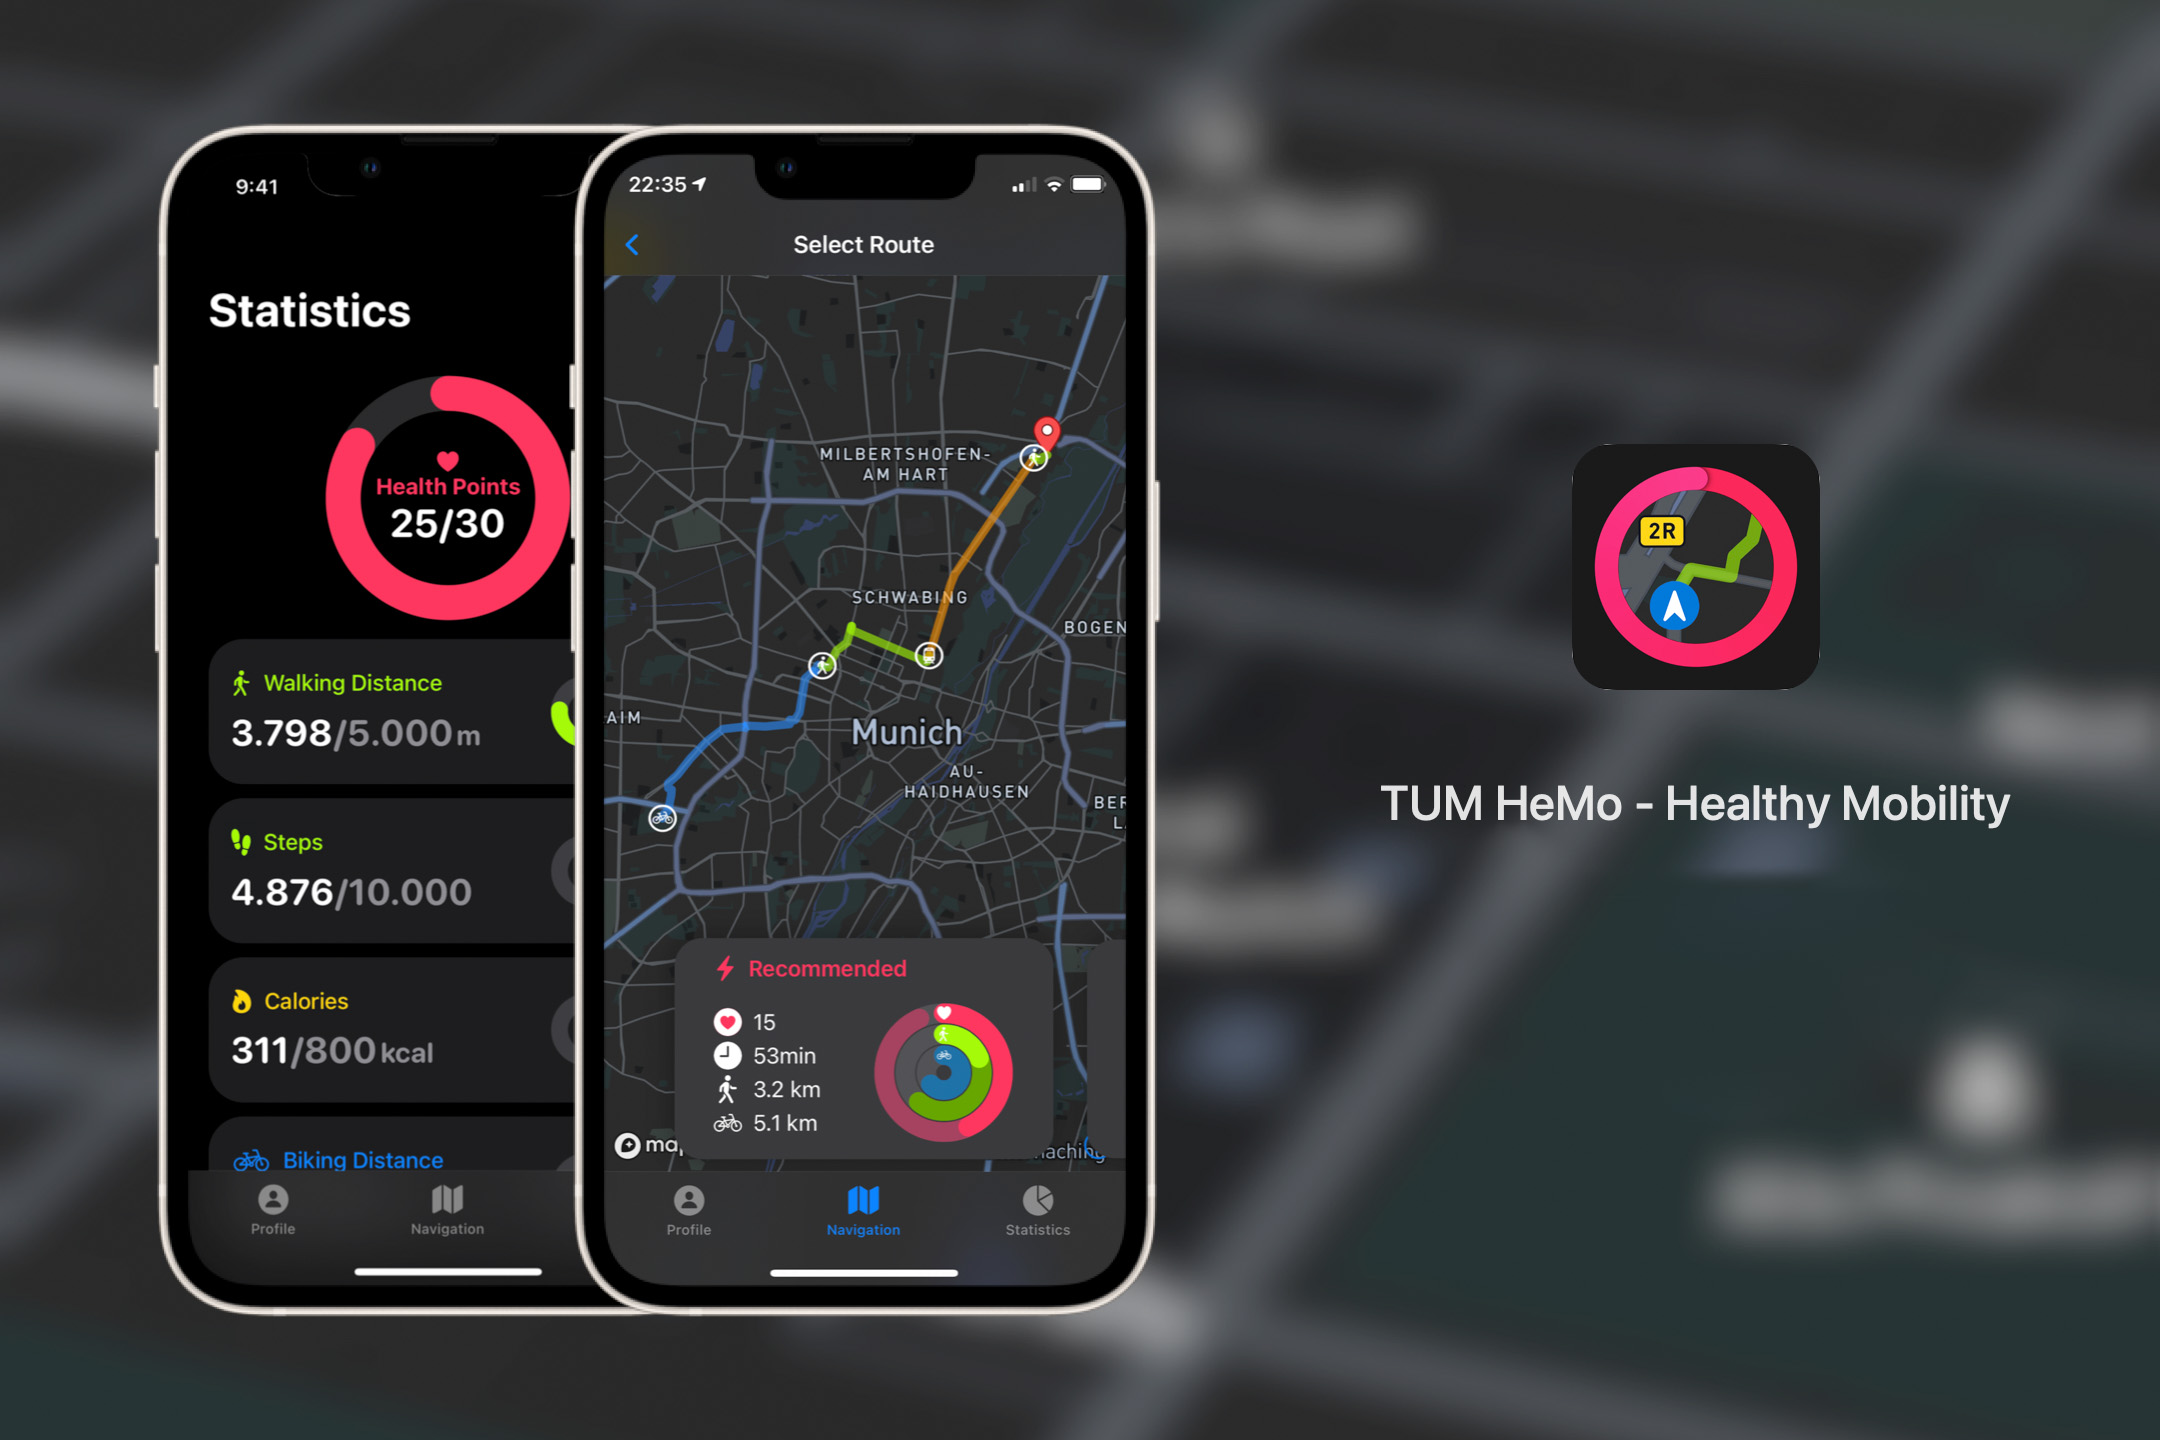 9:41
Statistics
Health Points
25/30
Walking Distance
3.798/5.000m
Steps
4.876/10.000
Calories
311/800kcal
Biking Distance
Profile
Navigation
22:35
Select Route
MILBERTSHOFEN-
AM HART
SCHWABING
BOGEN
AIM
Munich
AU-
HAIDHAUSEN
BER
L
Recommended
15
53min
3.2 km
5.1 km
ma
aching
Profile
Navigation
Statistics
2R
TUM HeMo - Healthy Mobility